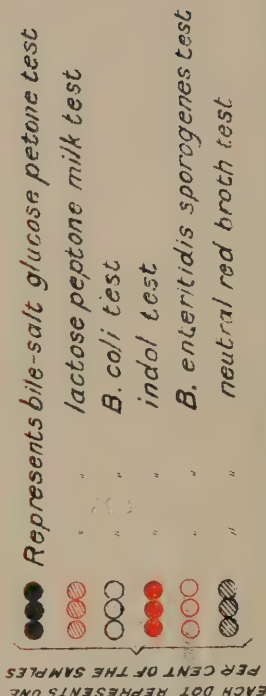 Represents bile-salt glucose petone test
" lactose peptone milk test
" " B. coli test
" " indol test
" " B. enteritidis sporogenes test
" " neutral red broth test
EACH DOT REPRESENTS ONE
PER CENT OF THE SAMPLES